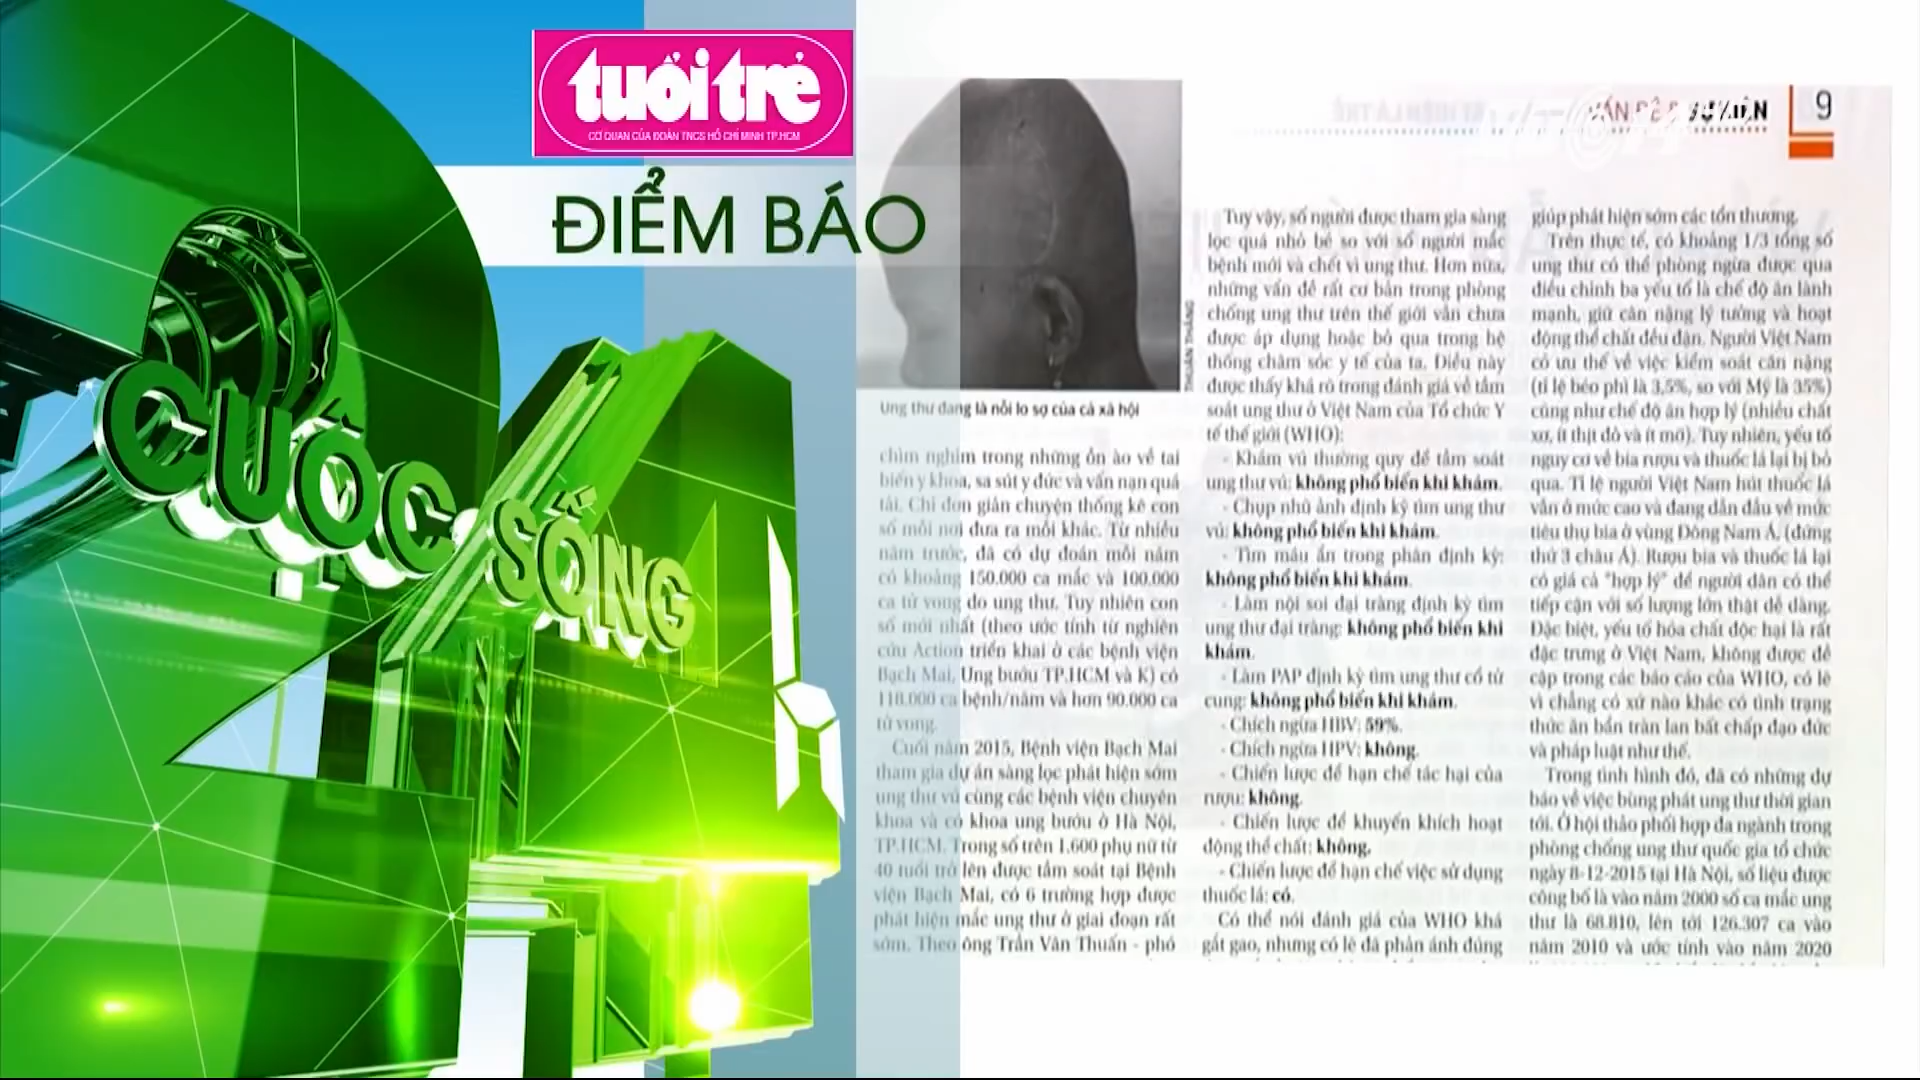 tuổi trẻ
CƠ QUAN CỦA ĐOÀN TNCS HỒ CHÍ MINH TP.HCM
ĐIỂM BÁO
CUỘC SỐNG
24h
9
THUẬN THẮNG
Ung thư đang là nỗi lo sợ của cả xã hội
chìm nghỉm trong những ồn ào về tai
biến y khoa, sa sút y đức và vấn nạn quá
tải. Chỉ đơn giản chuyện thống kê con
số mỗi nơi đưa ra mỗi khác. Từ nhiều
năm trước, đã có dự đoán mỗi năm
có khoảng 150.000 ca mắc và 100.000
ca tử vong do ung thư. Tuy nhiên con
số mới nhất (theo ước tính từ nghiên
cứu Action triển khai ở các bệnh viện
Bạch Mai, Ung bướu TP.HCM và K) có
110.000 ca bệnh/năm và hơn 90.000 ca
tử vong.
Cuối năm 2015, Bệnh viện Bạch Mai
tham gia dự án sàng lọc phát hiện sớm
ung thư vú cùng các bệnh viện chuyên
khoa và có khoa ung bướu ở Hà Nội,
TP.HCM. Trong số trên 1.600 phụ nữ từ
40 tuổi trở lên được tầm soát tại Bệnh
viện Bạch Mai, có 6 trường hợp được
phát hiện mắc ung thư ở giai đoạn rất
sớm. Theo ông Trần Văn Thuấn - phó
Tuy vậy, số người được tham gia sàng
lọc quá nhỏ bé so với số người mắc
bệnh mới và chết vì ung thư. Hơn nữa,
những vấn đề rất cơ bản trong phòng
chống ung thư trên thế giới vẫn chưa
được áp dụng hoặc bỏ qua trong hệ
thống chăm sóc y tế của ta. Điều này
được thấy khá rõ trong đánh giá về tầm
soát ung thư ở Việt Nam của Tổ chức Y
tế thế giới (WHO):
- Khám vú thường quy để tầm soát
ung thư vú: không phổ biến khi khám.
- Chụp nhũ ảnh định kỳ tìm ung thư
vú: không phổ biến khi khám.
- Tìm máu ẩn trong phân định kỳ:
không phổ biến khi khám.
- Làm nội soi đại tràng định kỳ tìm
ung thư đại tràng: không phổ biến khi
khám.
- Làm PAP định kỳ tìm ung thư cổ tử
cung: không phổ biến khi khám.
- Chích ngừa HBV: 59%.
- Chích ngừa HPV: không.
- Chiến lược để hạn chế tác hại của
rượu: không.
- Chiến lược để khuyến khích hoạt
động thể chất: không.
- Chiến lược để hạn chế việc sử dụng
thuốc lá: có.
Có thể nói đánh giá của WHO khá
gắt gao, nhưng có lẽ đã phản ánh đúng
giúp phát hiện sớm các tổn thương.
Trên thực tế, có khoảng 1/3 tổng số
ung thư có thể phòng ngừa được qua
điều chỉnh ba yếu tố là chế độ ăn lành
mạnh, giữ cân nặng lý tưởng và hoạt
động thể chất đều đặn. Người Việt Nam
có ưu thế về việc kiểm soát cân nặng
(tỉ lệ béo phì là 3,5%, so với Mỹ là 35%)
cũng như chế độ ăn hợp lý (nhiều chất
xơ, ít thịt đỏ và ít mỡ). Tuy nhiên, yếu tố
nguy cơ về bia rượu và thuốc lá lại bị bỏ
qua. Tỉ lệ người Việt Nam hút thuốc lá
vẫn ở mức cao và đang dẫn đầu về mức
tiêu thụ bia ở vùng Đông Nam Á (đứng
thứ 3 châu Á). Rượu bia và thuốc lá lại
có giá cả "hợp lý" để người dân có thể
tiếp cận với số lượng lớn thật dễ dàng.
Đặc biệt, yếu tố hóa chất độc hại là rất
đặc trưng ở Việt Nam, không được đề
cập trong các báo cáo của WHO, có lẽ
vì chẳng có xứ nào khác có tình trạng
thức ăn bẩn tràn lan bất chấp đạo đức
và pháp luật như thế.
Trong tình hình đó, đã có những dự
báo về việc bùng phát ung thư thời gian
tới. Ở hội thảo phối hợp đa ngành trong
phòng chống ung thư quốc gia tổ chức
ngày 8-12-2015 tại Hà Nội, số liệu được
công bố là vào năm 2000 số ca mắc ung
thư là 68.810, lên tới 126.307 ca vào
năm 2010 và ước tính vào năm 2020